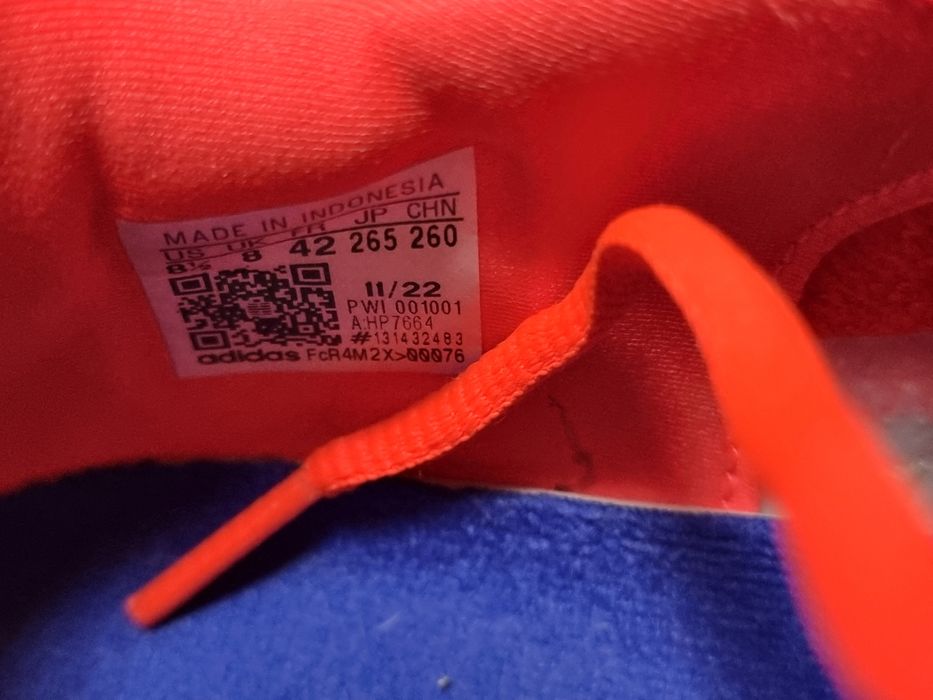 MADE IN INDONESIA
US UK FR JP CHN
8½ 8 42 265 260
11/22
PWI 001001
A:HP7664
#131432483
adidas FcR4M2X>00076